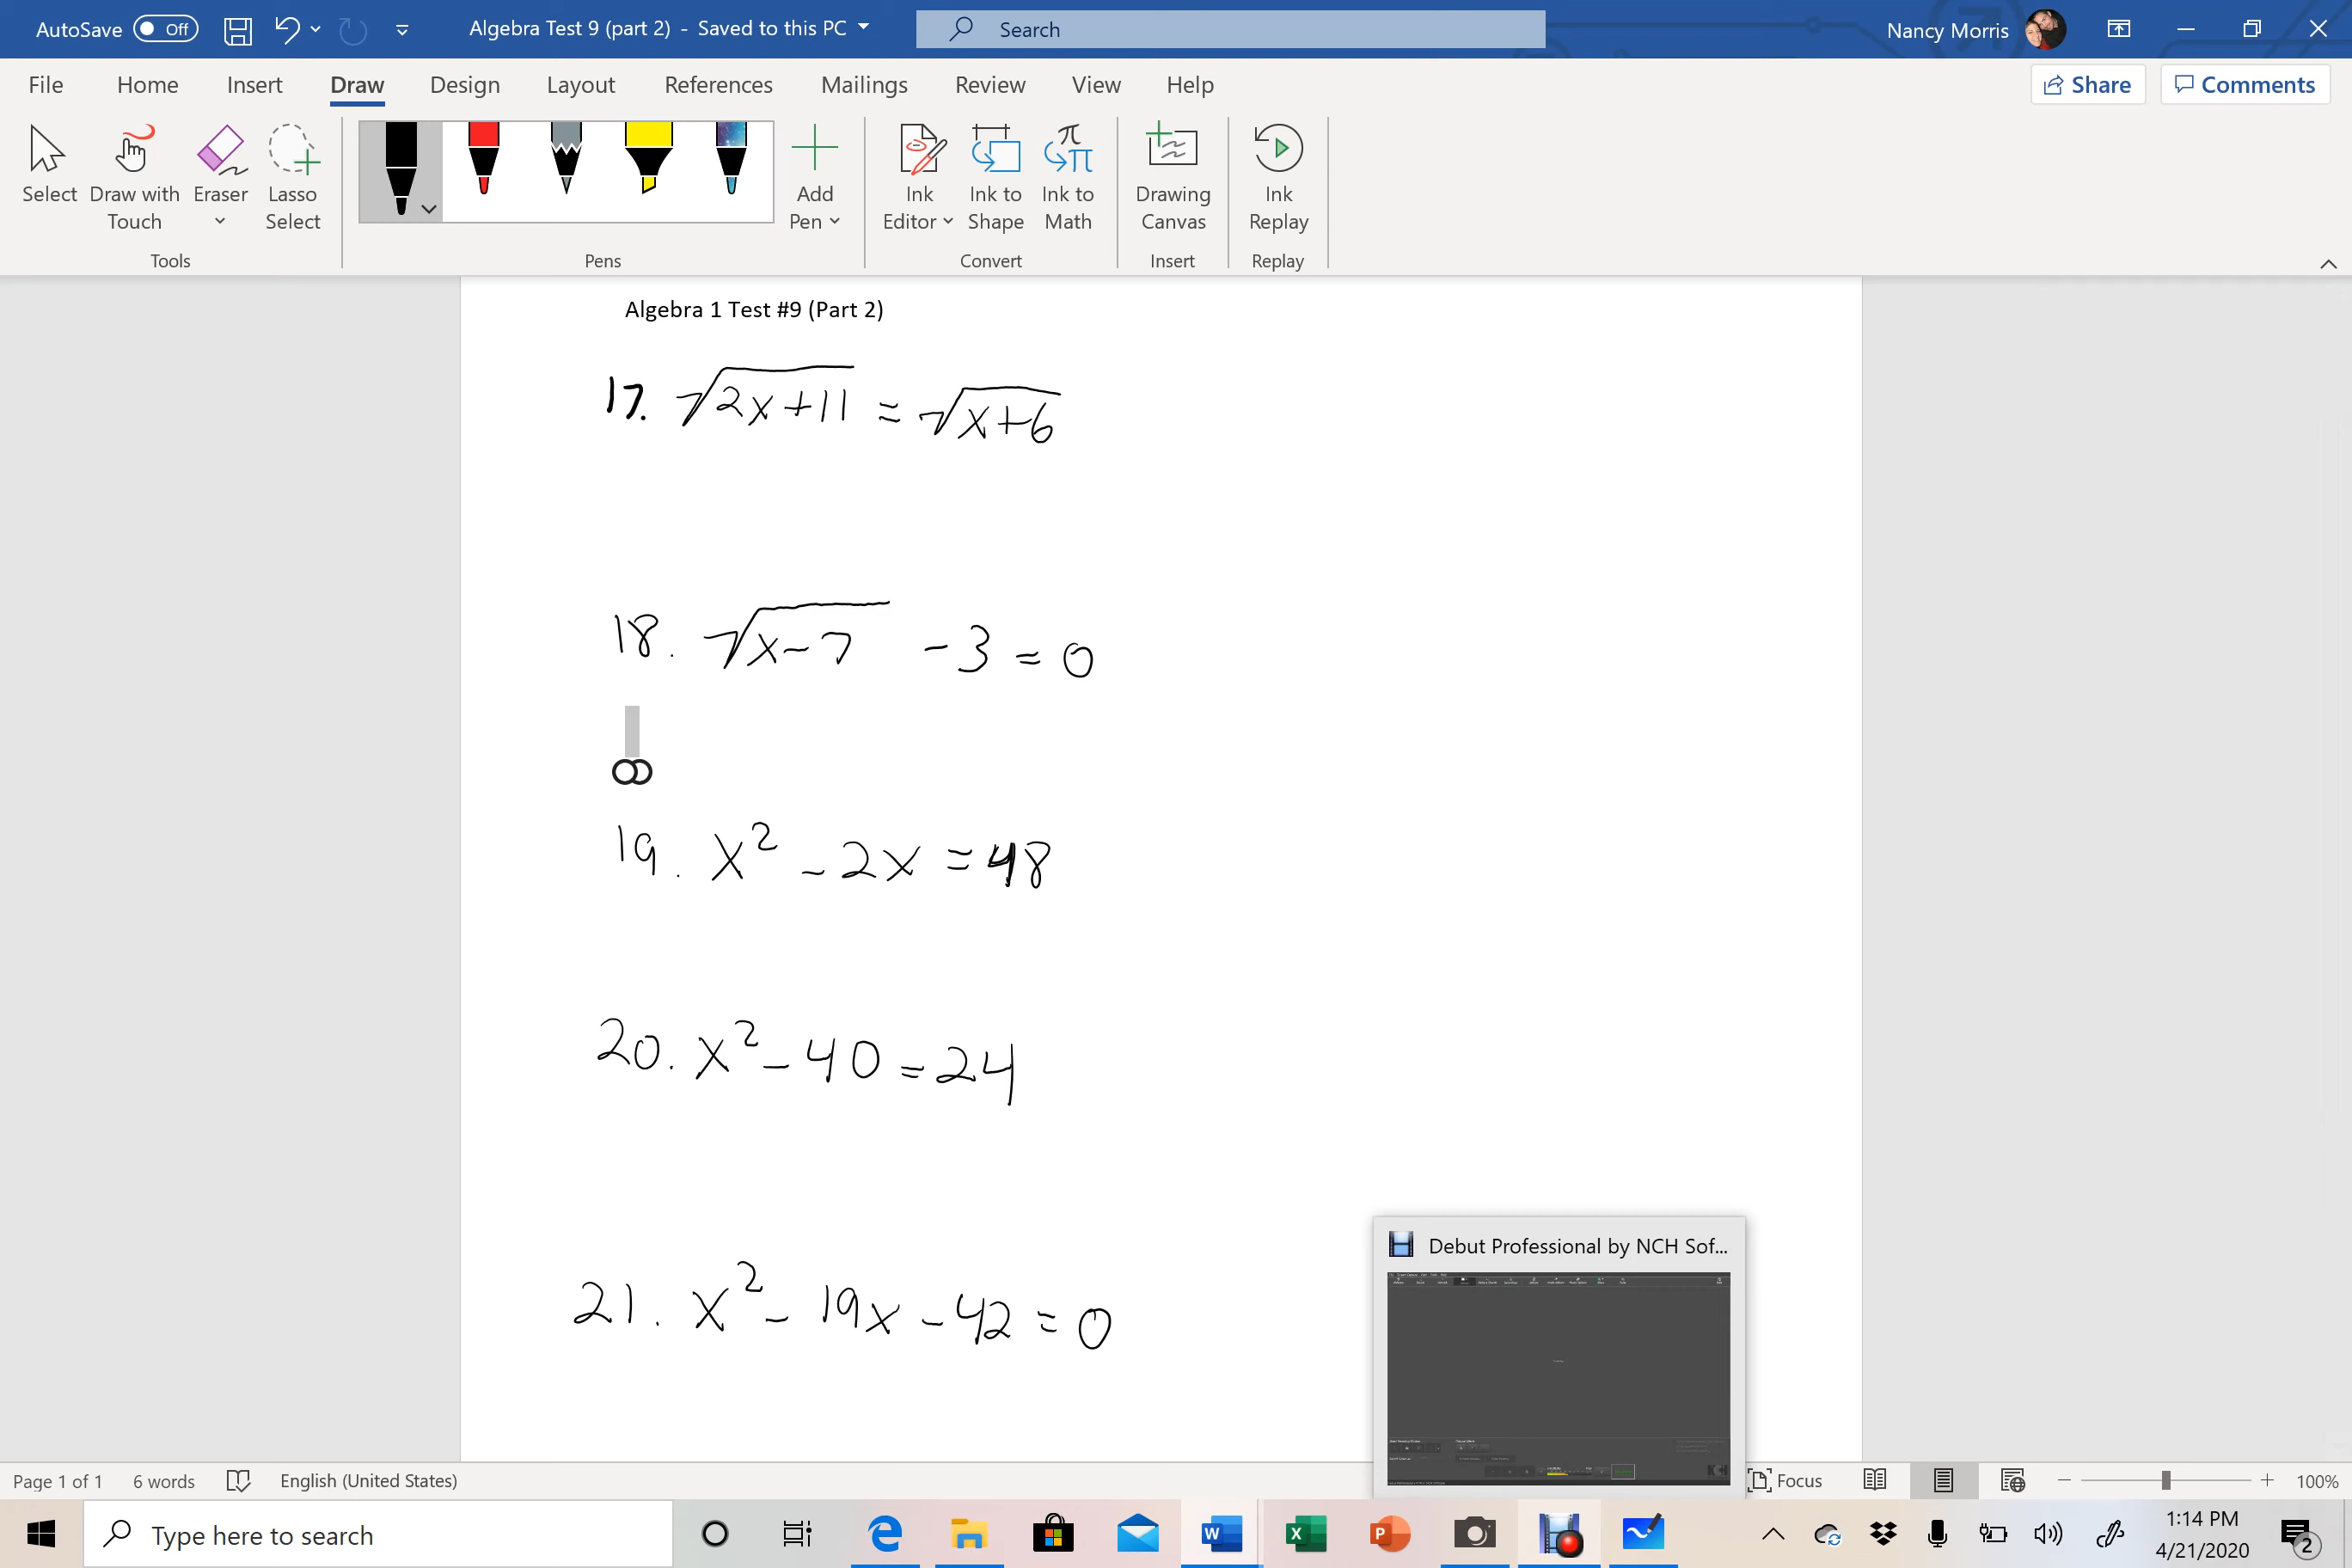 AutoSave Off Algebra Test 9 (part 2) - Saved to this PC Search Nancy Morris
File Home Insert Draw Design Layout References Mailings Review View Help Share Comments
Select Draw with Touch Eraser Lasso Select Add Pen Ink Editor Ink to Shape Ink to Math Drawing Canvas Ink Replay
Tools Pens Convert Insert Replay
Algebra 1 Test #9 (Part 2)
17. √2x+11 = √x+6
18. √x-7 -3 = 0
19. x² - 2x = 48
20. x² - 40 = 24
21. x² - 19x - 42 = 0
Debut Professional by NCH Sof...
Page 1 of 1 6 words English (United States) Focus 100%
Type here to search 1:14 PM
4/21/2020 2